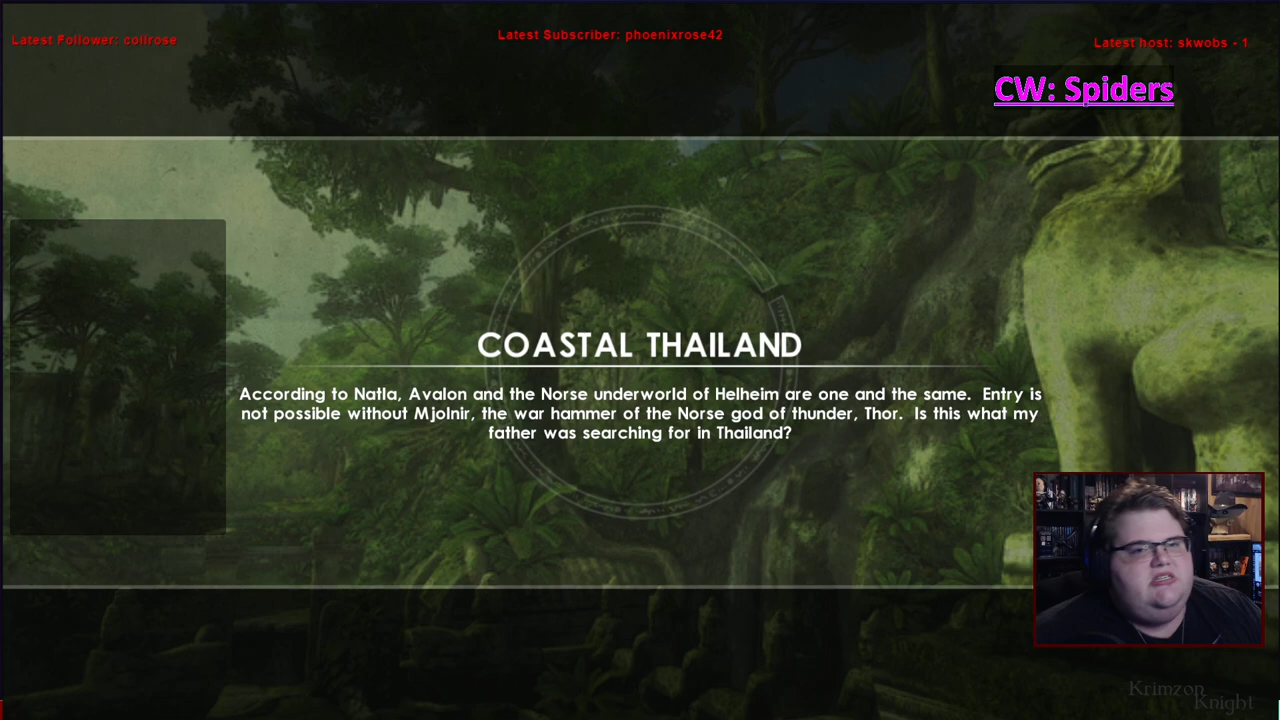 Latest Follower: collrose
Latest Subscriber: phoenixrose42
Latest host: skwobs - 1
CW: Spiders
COASTAL THAILAND
According to Natla, Avalon and the Norse underworld of Helheim are one and the same. Entry is
not possible without Mjolnir, the war hammer of the Norse god of thunder, Thor. Is this what my
father was searching for in Thailand?
Krimzon
Knight